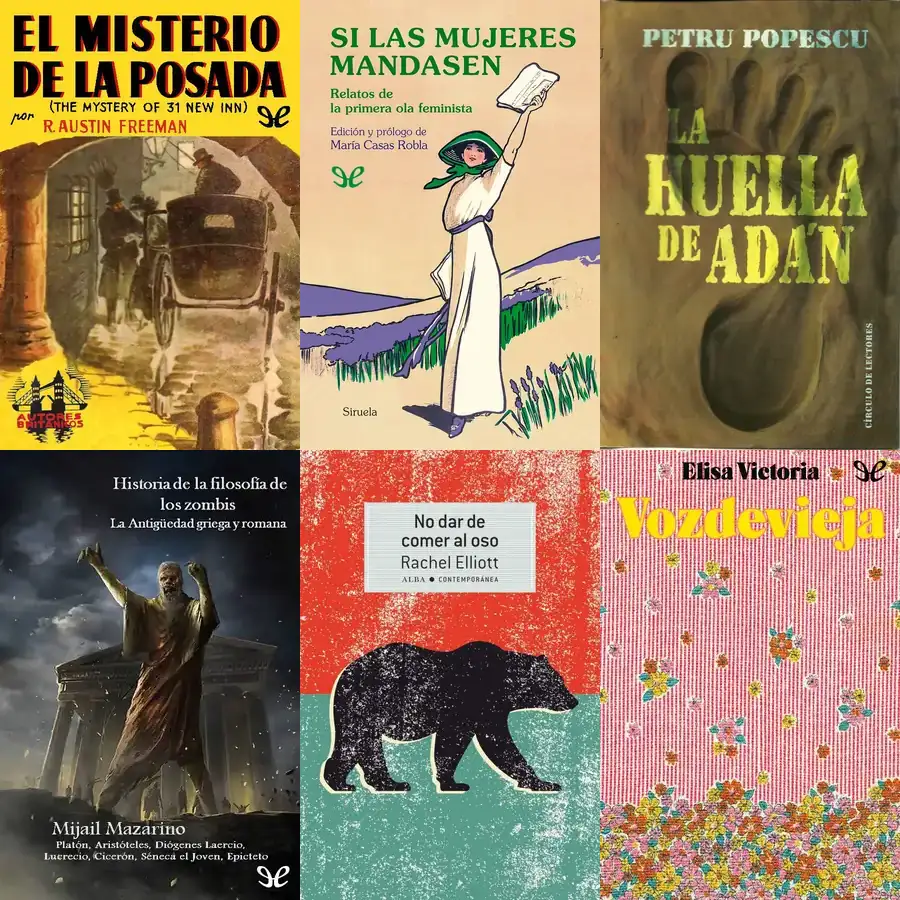 EL MISTERIO
DE LA POSADA
(THE MYSTERY OF 31 NEW INN)
por R. AUSTIN FREEMAN
AUTORES
BRITÁNICOS
SI LAS MUJERES
MANDASEN
Relatos de
la primera ola feminista
Edición y prólogo de
María Casas Robla
Siruela
PETRU POPESCU
LA
HUELLA
DE ADÁN
CÍRCULO DE LECTORES
Historia de la filosofía de
los zombis
La Antigüedad griega y romana
Mijail Mazarino
Platón, Aristóteles, Diógenes Laercio,
Lucrecio, Cicerón, Séneca el Joven, Epicteto
No dar de
comer al oso
Rachel Elliott
ALBA • CONTEMPORÁNEA
Elisa Victoria
Vozdevieja